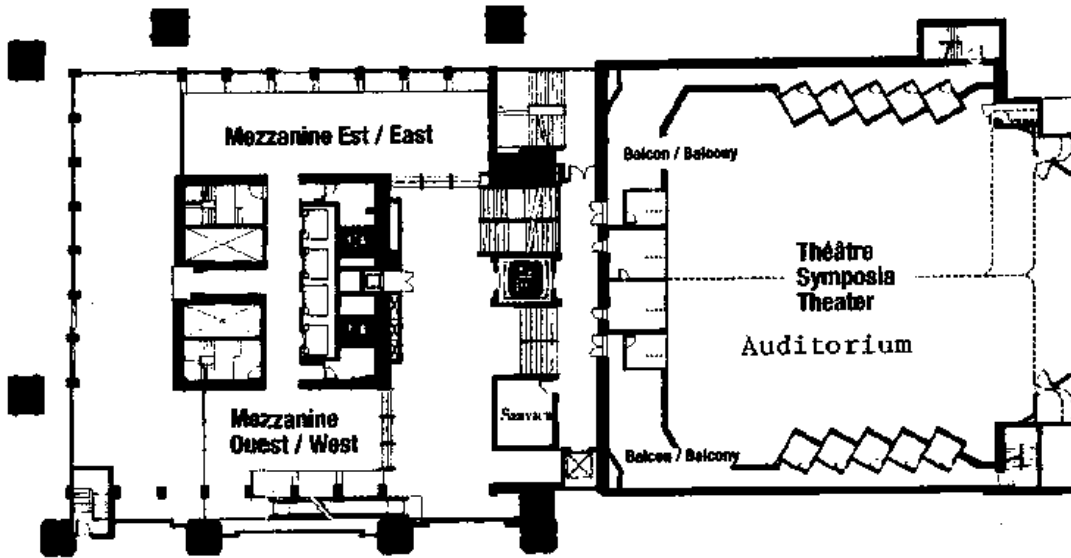 Mezzanine Est / East
Balcon / Balcony
Théâtre
Symposia
Theater
Auditorium
Mezzanine
Ouest / West
Balcon / Balcony